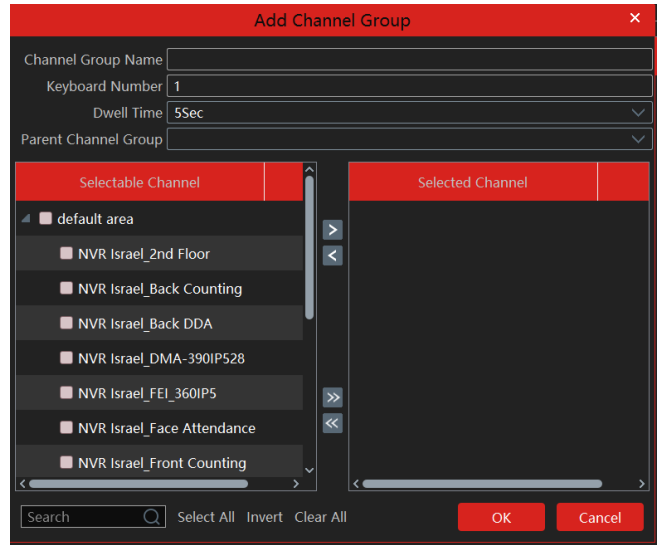 Add Channel Group
Channel Group Name
Keyboard Number 1
Dwell Time 5Sec
Parent Channel Group
Selectable Channel Selected Channel
default area
NVR Israel_2nd Floor
NVR Israel_Back Counting
NVR Israel_Back DDA
NVR Israel_DMA-390IP528
NVR Israel_FEI_360IP5
NVR Israel_Face Attendance
NVR Israel_Front Counting
Search Select All Invert Clear All OK Cancel